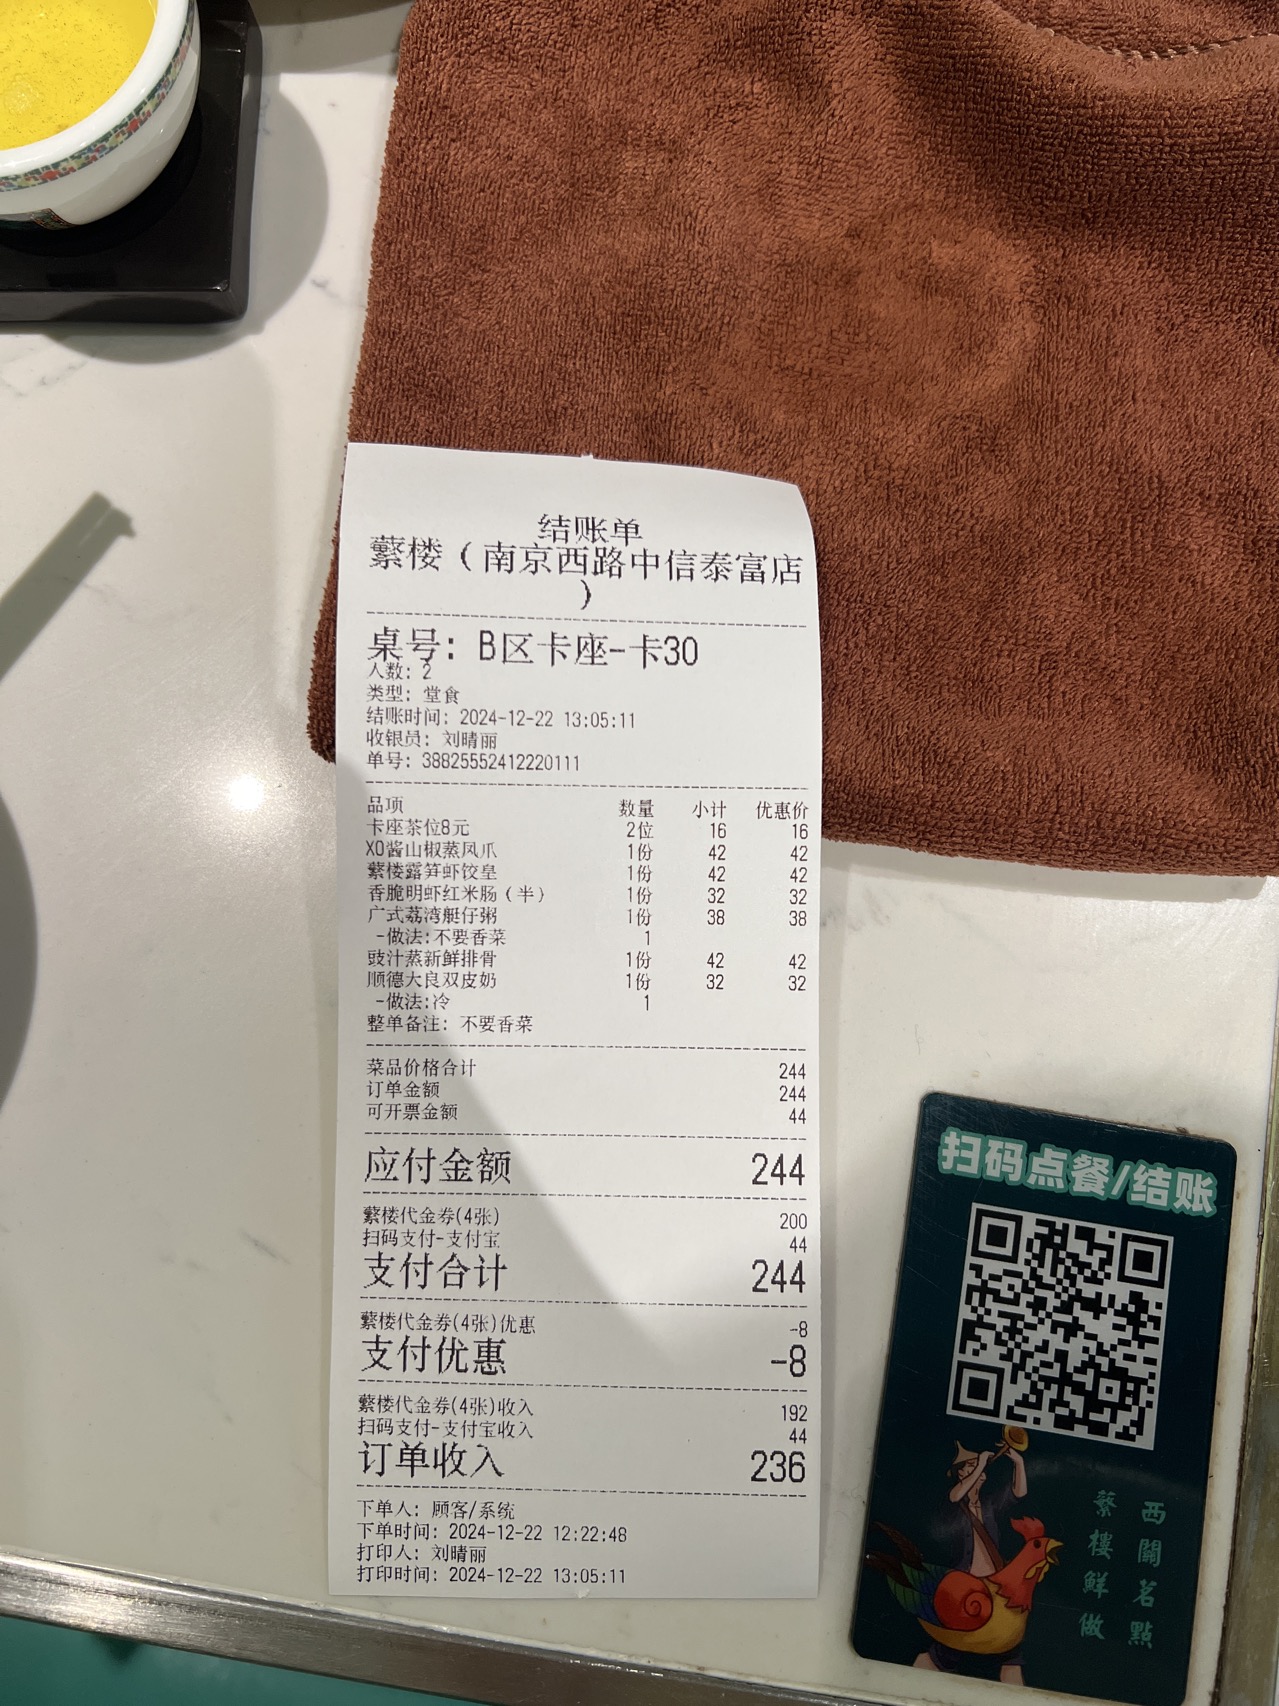 结账单
蘩楼（南京西路中信泰富店
）
桌号: B区卡座-卡30
人数: 2
类型: 堂食
结账时间: 2024-12-22 13:05:11
收银员: 刘晴丽
单号: 38825552412220111
品项 数量 小计 优惠价
卡座茶位8元 2位 16 16
XO酱山椒蒸凤爪 1份 42 42
蘩楼露笋虾饺皇 1份 42 42
香脆明虾红米肠（半） 1份 32 32
广式荔湾艇仔粥 1份 38 38
-做法:不要香菜 1
豉汁蒸新鲜排骨 1份 42 42
顺德大良双皮奶 1份 32 32
-做法:冷 1
整单备注: 不要香菜
菜品价格合计 244
订单金额 244
可开票金额 44
应付金额 244
蘩楼代金券(4张) 200
扫码支付-支付宝 44
支付合计 244
蘩楼代金券(4张)优惠 -8
支付优惠 -8
蘩楼代金券(4张)收入 192
扫码支付-支付宝收入 44
订单收入 236
下单人: 顾客/系统
下单时间: 2024-12-22 12:22:48
打印人: 刘晴丽
打印时间: 2024-12-22 13:05:11
扫码点餐/结账
西關茗點
蘩樓鮮做